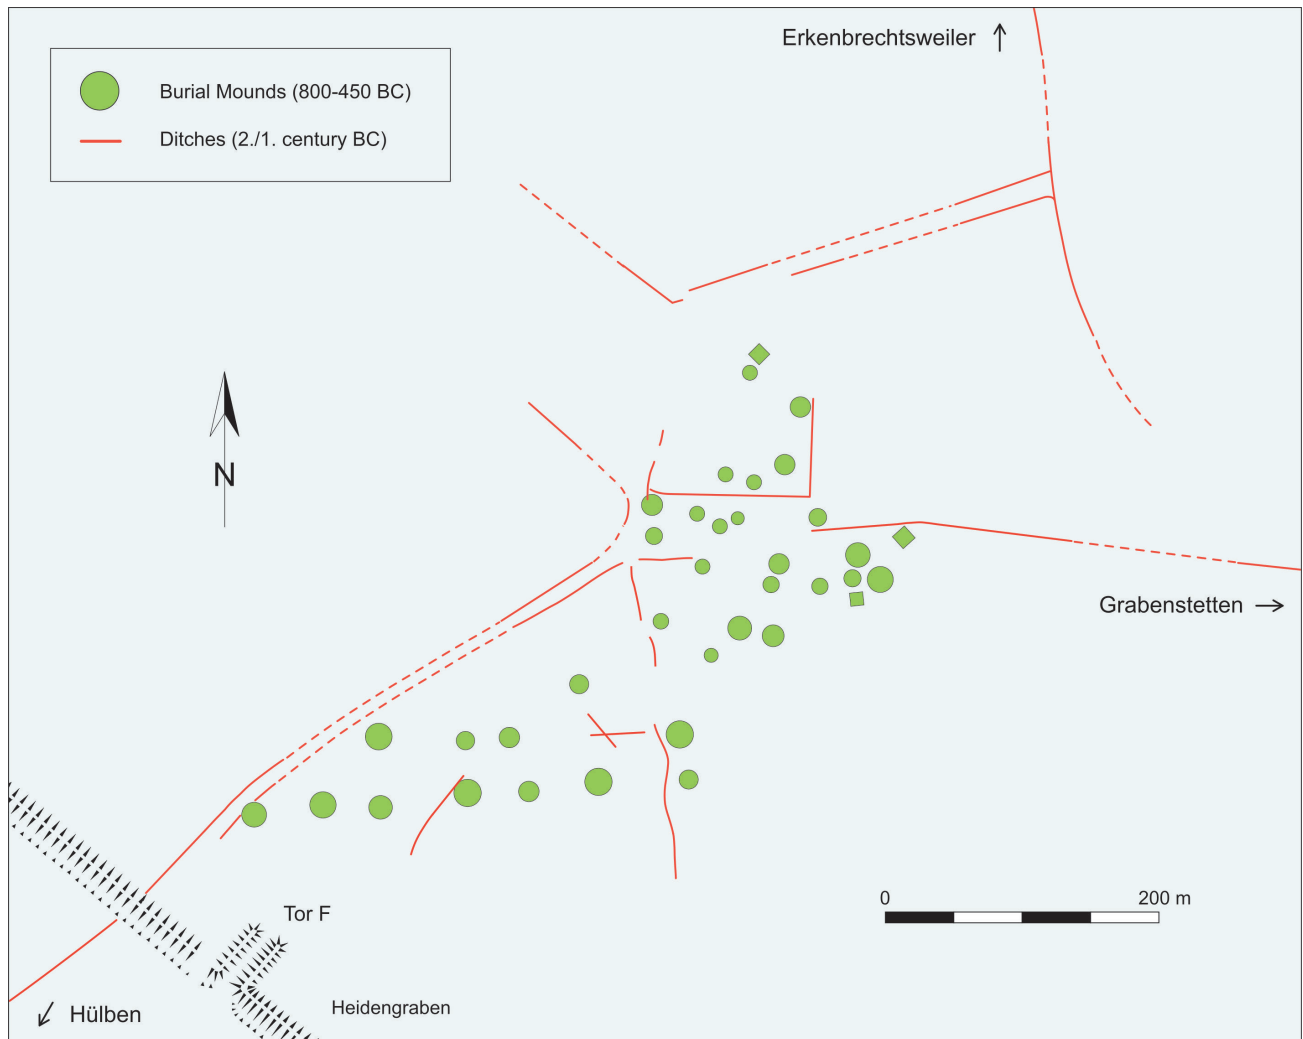 Erkenbrechtsweiler
Burial Mounds (800-450 BC)
Ditches (2./1. century BC)
N
Grabenstetten
0 200 m
Tor F
Heidengraben
Hülben